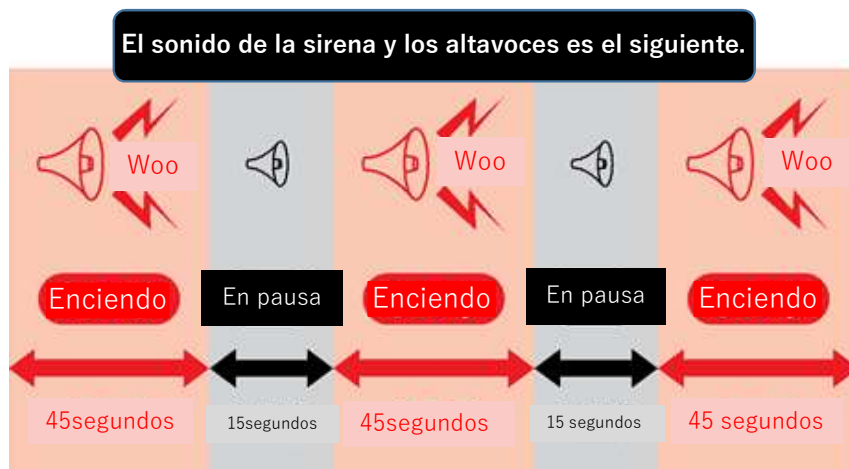 El sonido de la sirena y los altavoces es el siguiente.
Woo
Woo
Woo
Enciendo
En pausa
Enciendo
En pausa
Enciendo
45segundos
15segundos
45segundos
15 segundos
45 segundos